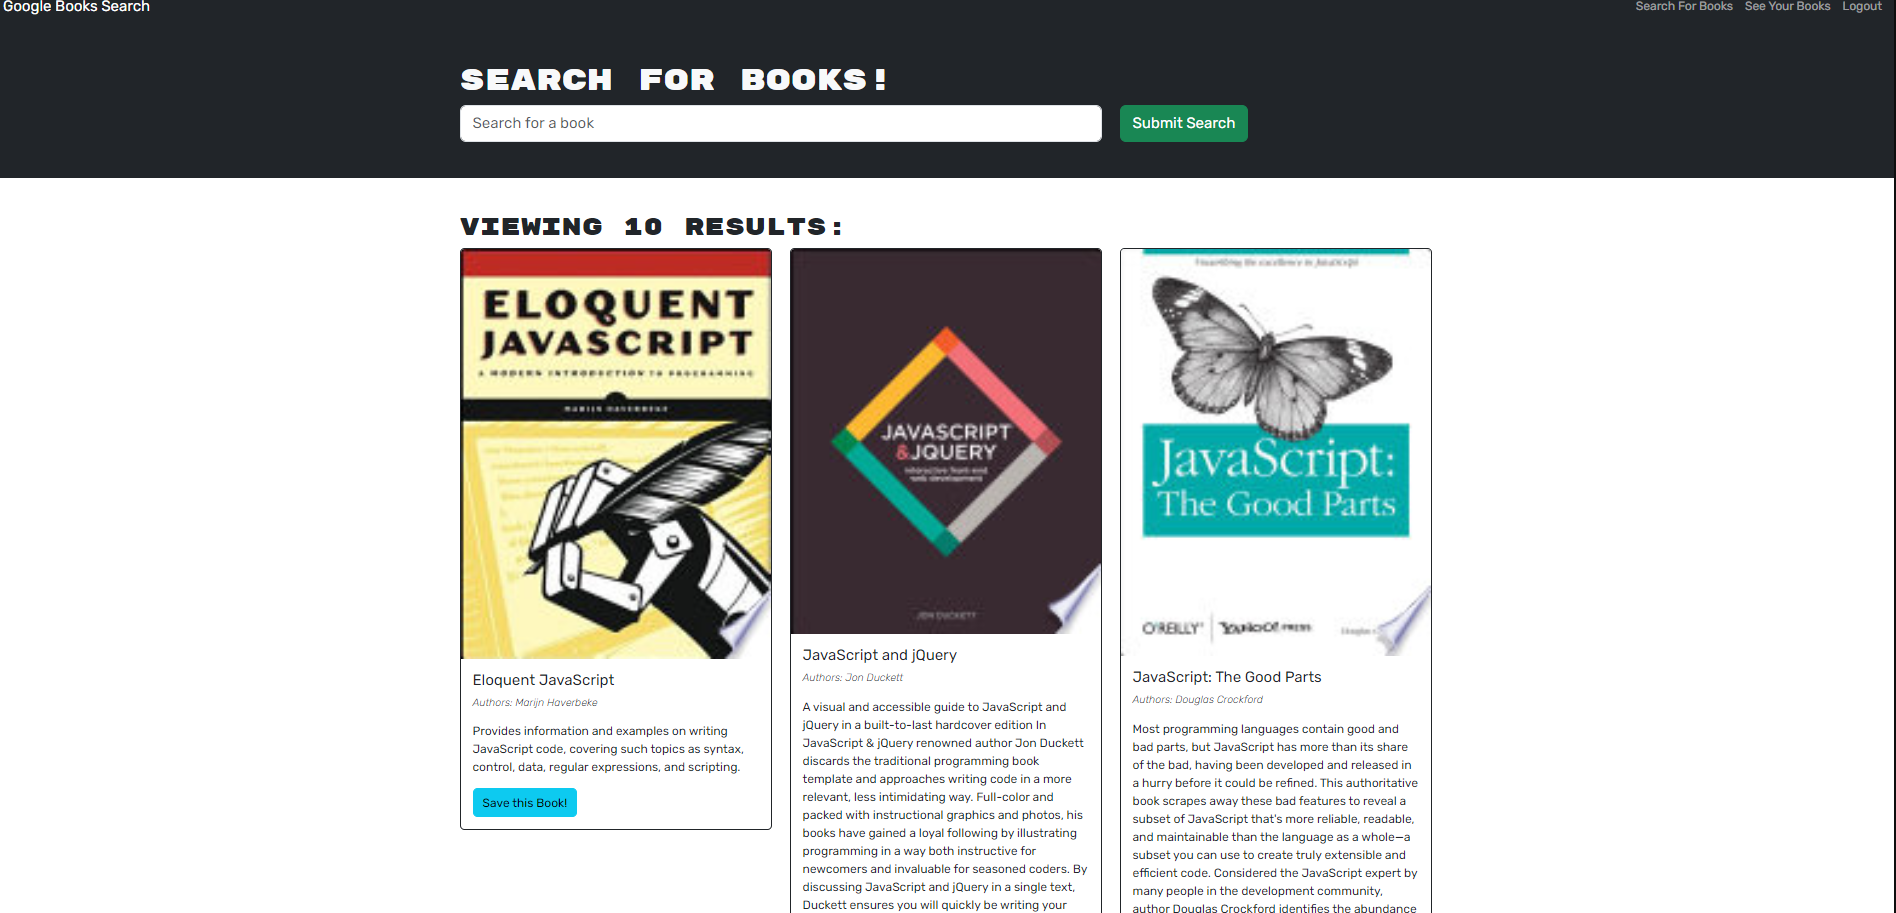 Google Books Search
Search For Books
See Your Books
Logout
SEARCH FOR BOOKS!
Search for a book
Submit Search
VIEWING 10 RESULTS:
ELOQUENT
JAVASCRIPT
A MODERN INTRODUCTION TO PROGRAMMING
MARIJN HAVERBEKE
Eloquent JavaScript
Authors: Marijn Haverbeke
Provides information and examples on writing
JavaScript code, covering such topics as syntax,
control, data, regular expressions, and scripting.
Save this Book!
JAVASCRIPT
&JQUERY
interactive front-end
web development
JON DUCKETT
JavaScript and jQuery
Authors: Jon Duckett
A visual and accessible guide to JavaScript and
jQuery in a built-to-last hardcover edition In
JavaScript & jQuery renowned author Jon Duckett
discards the traditional programming book
template and approaches writing code in a more
relevant, less intimidating way. Full-color and
packed with instructional graphics and photos, his
books have gained a loyal following by illustrating
programming in a way both instructive for
newcomers and invaluable for seasoned coders. By
discussing JavaScript and jQuery in a single text,
Duckett ensures you will quickly be writing your
the excellence in JavaScript
JavaScript:
The Good Parts
O'REILLY
YAHOO! PRESS
Douglas
JavaScript: The Good Parts
Authors: Douglas Crockford
Most programming languages contain good and
bad parts, but JavaScript has more than its share
of the bad, having been developed and released in
a hurry before it could be refined. This authoritative
book scrapes away these bad features to reveal a
subset of JavaScript that's more reliable, readable,
and maintainable than the language as a whole—a
subset you can use to create truly extensible and
efficient code. Considered the JavaScript expert by
many people in the development community,
author Douglas Crockford identifies the abundance